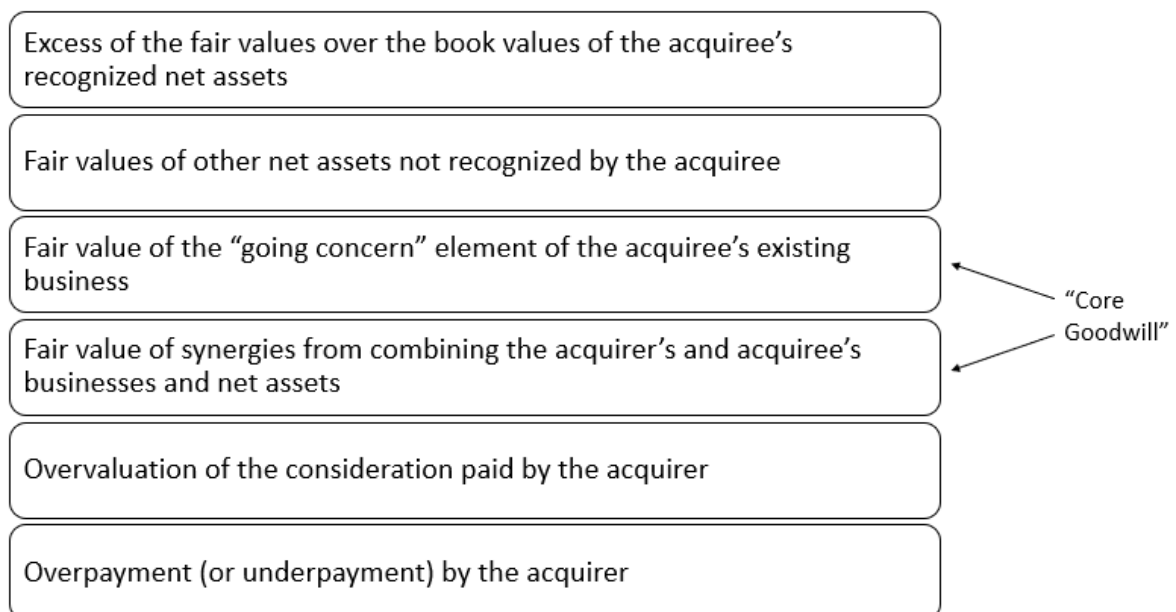 Excess of the fair values over the book values of the acquiree’s
recognized net assets
Fair values of other net assets not recognized by the acquiree
Fair value of the “going concern” element of the acquiree’s existing
business
Fair value of synergies from combining the acquirer’s and acquiree’s
businesses and net assets
“Core
Goodwill”
Overvaluation of the consideration paid by the acquirer
Overpayment (or underpayment) by the acquirer